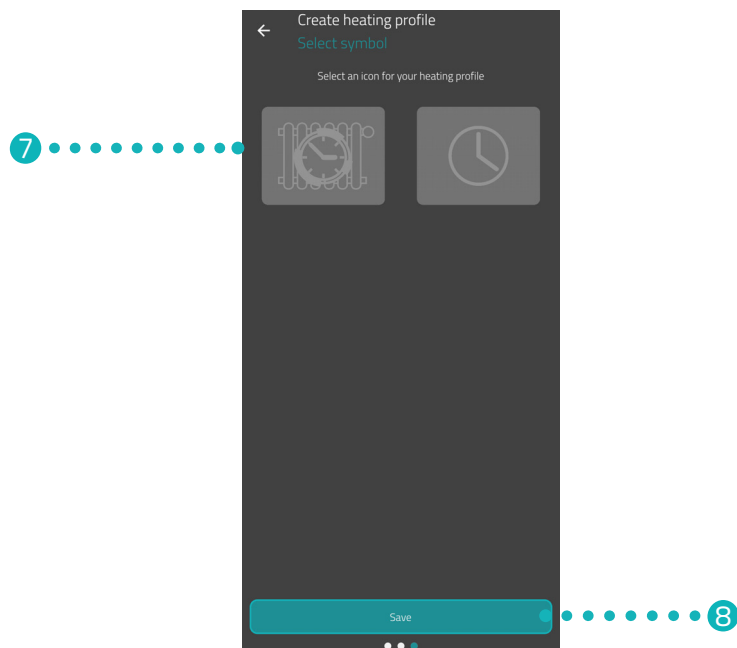 Create heating profile
Select symbol
Select an icon for your heating profile
7
Save
8